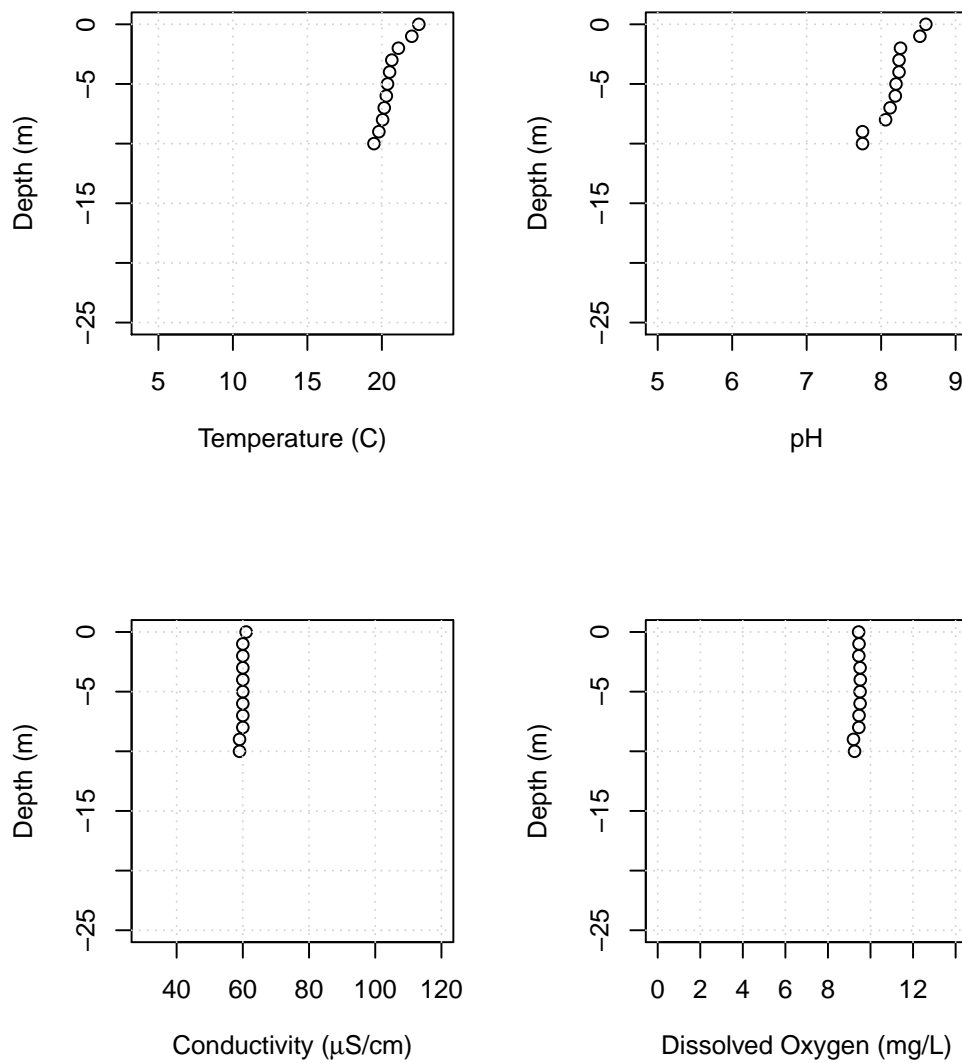 0
−5
−15
−25
Depth (m)
5 10 15 20
Temperature (C)
0
−5
−15
−25
Depth (m)
5 6 7 8 9
pH
0
−5
−15
−25
Depth (m)
40 60 80 100 120
Conductivity (μS/cm)
0
−5
−15
−25
Depth (m)
0 2 4 6 8 12
Dissolved Oxygen (mg/L)